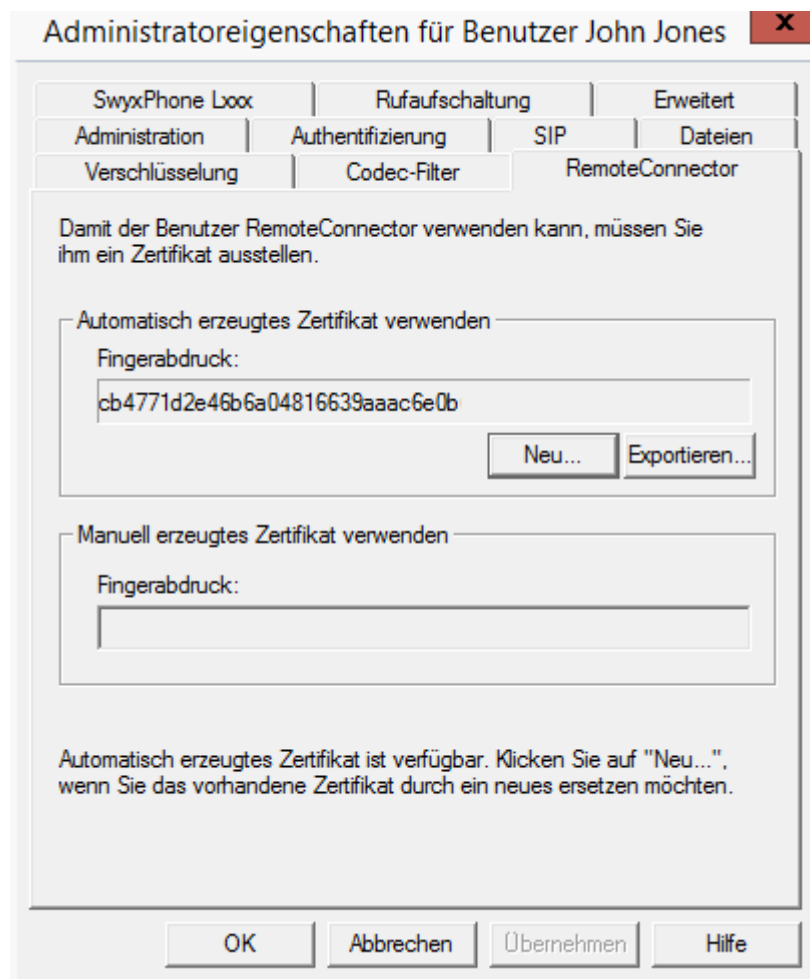 Administratoreigenschaften für Benutzer John Jones
x
SwyxPhone Lxxx
Rufaufschaltung
Erweitert
Administration
Authentifizierung
SIP
Dateien
Verschlüsselung
Codec-Filter
RemoteConnector
Damit der Benutzer RemoteConnector verwenden kann, müssen Sie
ihm ein Zertifikat ausstellen.
Automatisch erzeugtes Zertifikat verwenden
Fingerabdruck:
cb4771d2e46b6a04816639aaac6e0b
Neu...
Exportieren...
Manuell erzeugtes Zertifikat verwenden
Fingerabdruck:
Automatisch erzeugtes Zertifikat ist verfügbar. Klicken Sie auf "Neu...",
wenn Sie das vorhandene Zertifikat durch ein neues ersetzen möchten.
OK
Abbrechen
Übernehmen
Hilfe